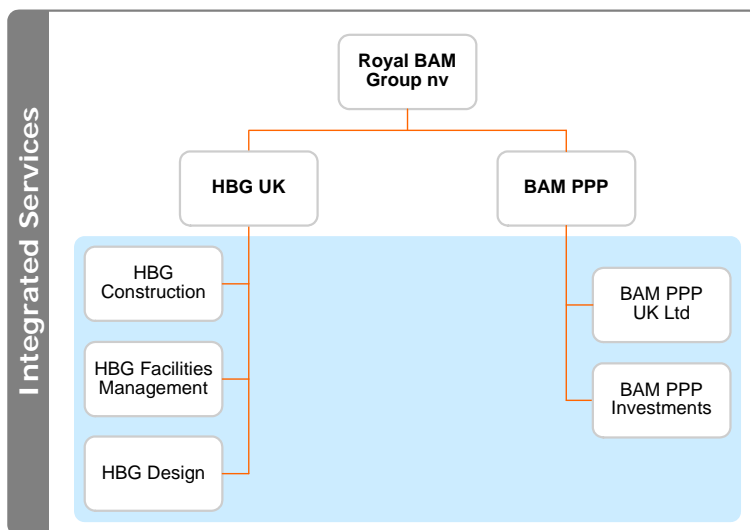 Integrated Services
Royal BAM
Group nv
HBG UK
BAM PPP
HBG
Construction
HBG Facilities
Management
HBG Design
BAM PPP
UK Ltd
BAM PPP
Investments